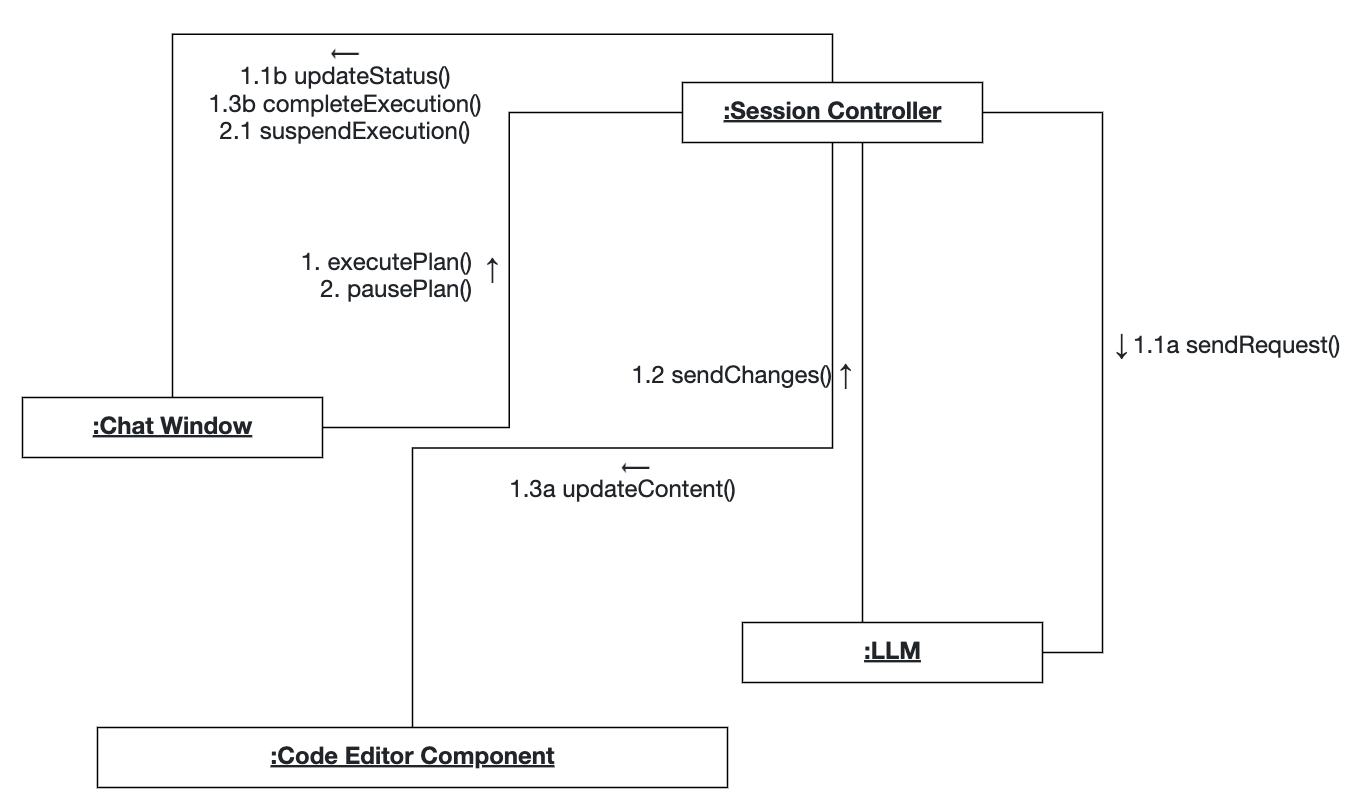 1.1b updateStatus()
1.3b completeExecution()
2.1 suspendExecution()
:Session Controller
1. executePlan()
2. pausePlan()
1.1a sendRequest()
1.2 sendChanges()
:Chat Window
1.3a updateContent()
:LLM
:Code Editor Component